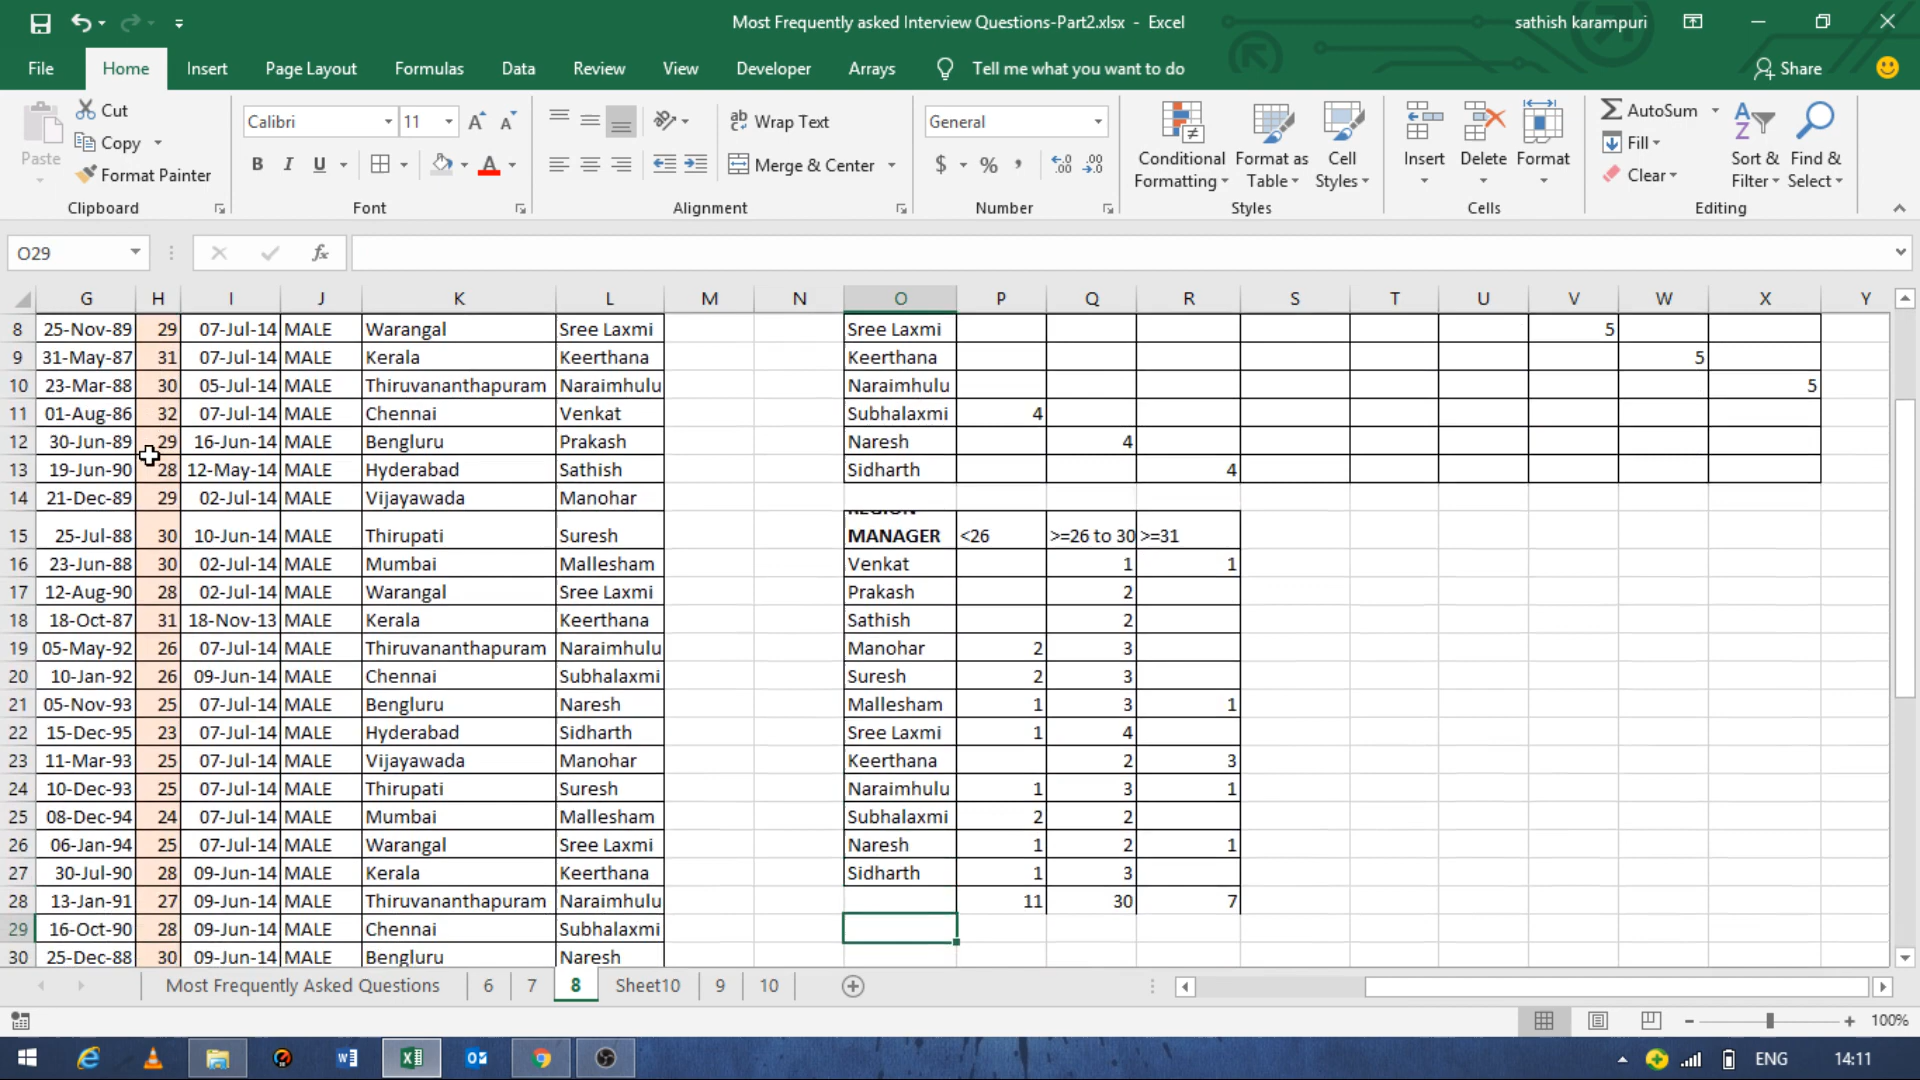 Most Frequently asked Interview Questions-Part2.xlsx - Excel
sathish karampuri
File Home Insert Page Layout Formulas Data Review View Developer Arrays Tell me what you want to do Share
Paste
Cut
Copy
Format Painter
Calibri 11
B I U
Wrap Text
Merge & Center
General
$ % ,
Conditional Formatting
Format as Table
Cell Styles
Insert Delete Format
AutoSum
Fill
Clear
Sort & Filter
Find & Select
Clipboard Font Alignment Number Styles Cells Editing
O29 fx
G H I J K L M N O P Q R S T U V W X Y
8 25-Nov-89 29 07-Jul-14 MALE Warangal Sree Laxmi Sree Laxmi 5
9 31-May-87 31 07-Jul-14 MALE Kerala Keerthana Keerthana 5
10 23-Mar-88 30 05-Jul-14 MALE Thiruvananthapuram Naraimhulu Naraimhulu 5
11 01-Aug-86 32 07-Jul-14 MALE Chennai Venkat Subhalaxmi 4
12 30-Jun-89 29 16-Jun-14 MALE Bengluru Prakash Naresh 4
13 19-Jun-90 28 12-May-14 MALE Hyderabad Sathish Sidharth 4
14 21-Dec-89 29 02-Jul-14 MALE Vijayawada Manohar
REGION
15 25-Jul-88 30 10-Jun-14 MALE Thirupati Suresh MANAGER <26 >=26 to 30 >=31
16 23-Jun-88 30 02-Jul-14 MALE Mumbai Mallesham Venkat 1 1
17 12-Aug-90 28 02-Jul-14 MALE Warangal Sree Laxmi Prakash 2
18 18-Oct-87 31 18-Nov-13 MALE Kerala Keerthana Sathish 2
19 05-May-92 26 07-Jul-14 MALE Thiruvananthapuram Naraimhulu Manohar 2 3
20 10-Jan-92 26 09-Jun-14 MALE Chennai Subhalaxmi Suresh 2 3
21 05-Nov-93 25 07-Jul-14 MALE Bengluru Naresh Mallesham 1 3 1
22 15-Dec-95 23 07-Jul-14 MALE Hyderabad Sidharth Sree Laxmi 1 4
23 11-Mar-93 25 07-Jul-14 MALE Vijayawada Manohar Keerthana 2 3
24 10-Dec-93 25 07-Jul-14 MALE Thirupati Suresh Naraimhulu 1 3 1
25 08-Dec-94 24 07-Jul-14 MALE Mumbai Mallesham Subhalaxmi 2 2
26 06-Jan-94 25 07-Jul-14 MALE Warangal Sree Laxmi Naresh 1 2 1
27 30-Jul-90 28 09-Jun-14 MALE Kerala Keerthana Sidharth 1 3
28 13-Jan-91 27 09-Jun-14 MALE Thiruvananthapuram Naraimhulu 11 30 7
29 16-Oct-90 28 09-Jun-14 MALE Chennai Subhalaxmi
30 25-Dec-88 30 09-Jun-14 MALE Bengluru Naresh
Most Frequently Asked Questions 6 7 8 Sheet10 9 10
100%
ENG 14:11